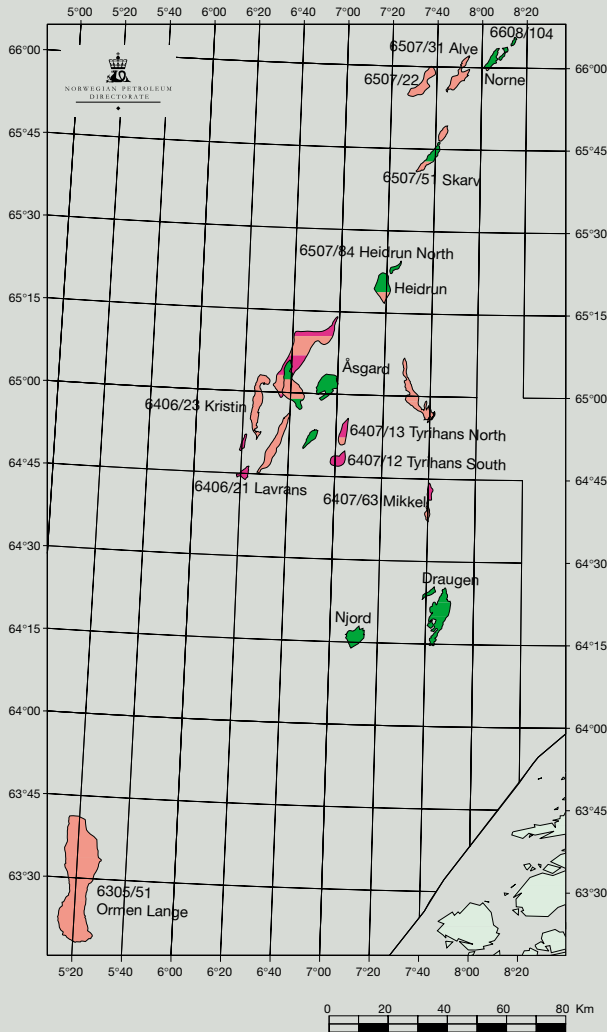 5°00' 5°20' 5°40' 6°00' 6°20' 6°40' 7°00' 7°20' 7°40' 8°00' 8°20'
6608/104
6507/31 Alve
66°00'
66°00'
6507/22
Norne
NORWEGIAN PETROLEUM
DIRECTORATE
65°45'
65°45'
6507/51 Skarv
65°30'
65°30'
6507/84 Heidrun North
Heidrun
65°15'
65°15'
Åsgard
65°00'
65°00'
6406/23 Kristin
6407/13 Tyrihans North
64°45'
6407/12 Tyrihans South
64°45'
6406/21 Lavrans
6407/63 Mikkel
64°30'
64°30'
Draugen
Njord
64°15'
64°15'
64°00'
64°00'
63°45'
63°45'
63°30'
6305/51
63°30'
Ormen Lange
5°20' 5°40' 6°00' 6°20' 6°40' 7°00' 7°20' 7°40' 8°00' 8°20'
0 20 40 60 80 Km